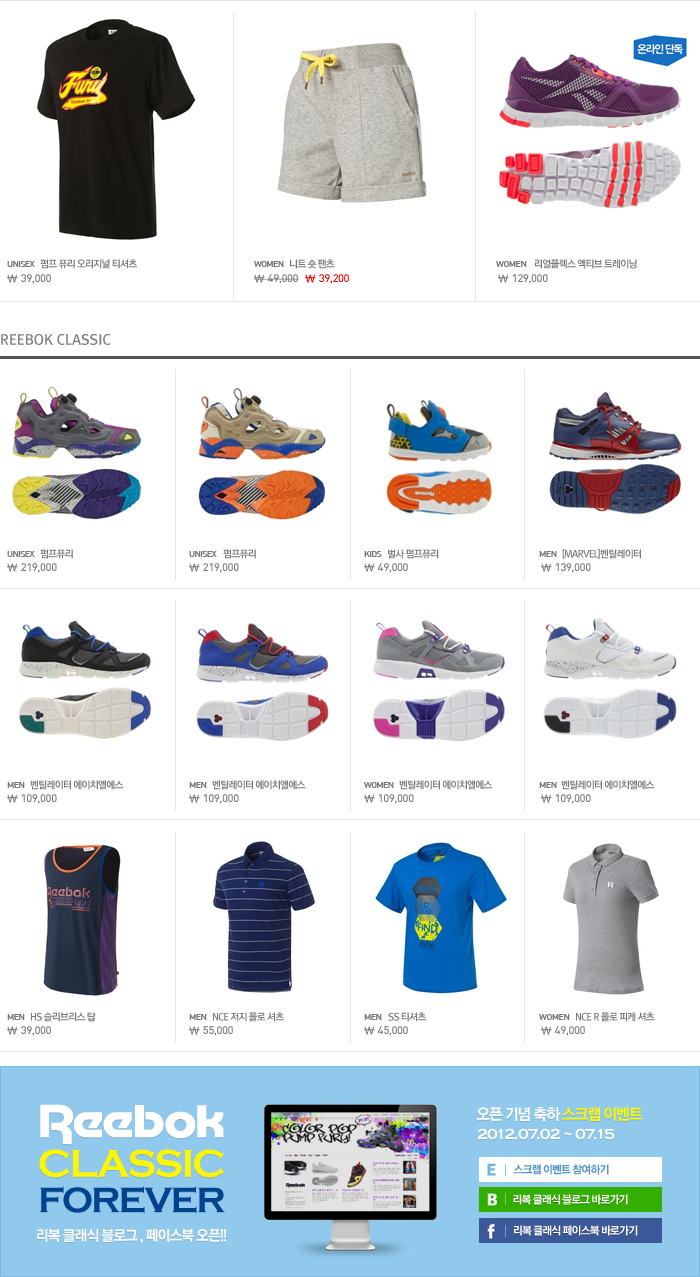 Fury
온라인 단독
UNISEX 펌프 퓨리 오리지널 티셔츠
₩ 39,000
WOMEN 니트 숏 팬츠
₩ 49,000 ₩ 39,200
WOMEN 리얼플렉스 엑티브 트레이닝
₩ 129,000
REEBOK CLASSIC
UNISEX 펌프퓨리
₩ 219,000
UNISEX 펌프퓨리
₩ 219,000
KIDS 벌사 펌프퓨리
₩ 49,000
MEN [MARVEL]벤틸레이터
₩ 139,000
MEN 벤틸레이터 에이치엘에스
₩ 109,000
MEN 벤틸레이터 에이치엘에스
₩ 109,000
WOMEN 벤틸레이터 에이치엘에스
₩ 109,000
MEN 벤틸레이터 에이치엘에스
₩ 109,000
Reebok
FIND
R
MEN HS 슬리브리스 탑
₩ 39,000
MEN NCE 저지 폴로 셔츠
₩ 55,000
MEN SS 티셔츠
₩ 45,000
WOMEN NCE R 폴로 피케 셔츠
₩ 49,000
Reebok
CLASSIC
FOREVER
리복 클래식 블로그 , 페이스북 오픈!!
COLOR POP
PUMP FURY!
Reebok
오픈 기념 축하 스크랩 이벤트
2012.07.02 ~ 07.15
E 스크랩 이벤트 참여하기
B 리복 클래식 블로그 바로가기
f 리복 클래식 페이스북 바로가기